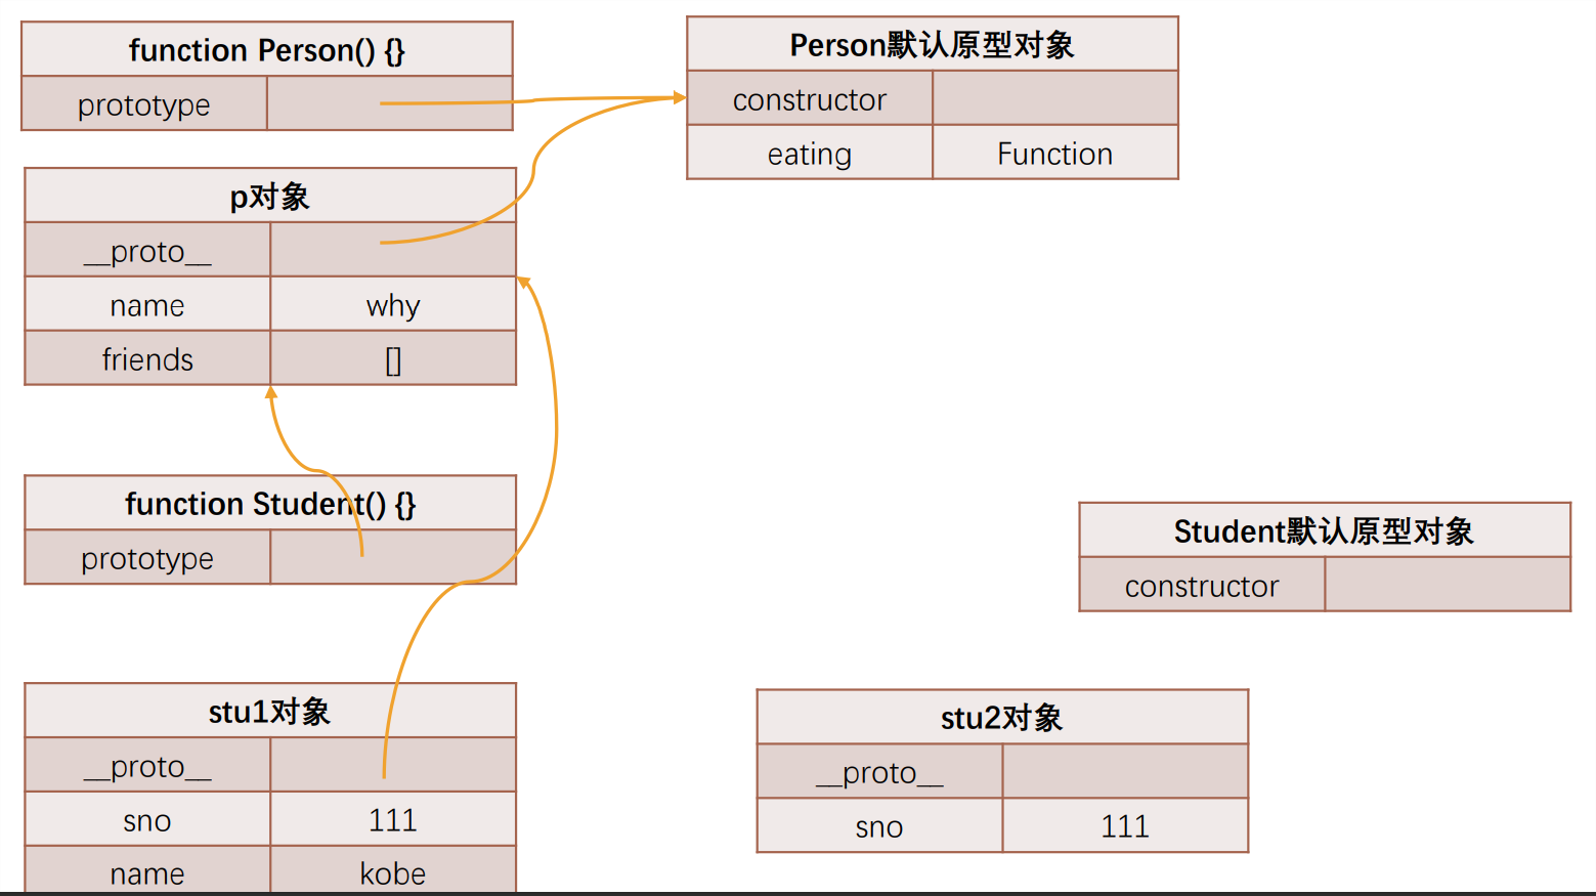 function Person() {}
prototype
Person默认原型对象
constructor
eating Function
p对象
__proto__
name why
friends []
function Student() {}
prototype
Student默认原型对象
constructor
stu1对象
__proto__
sno 111
name kobe
stu2对象
__proto__
sno 111